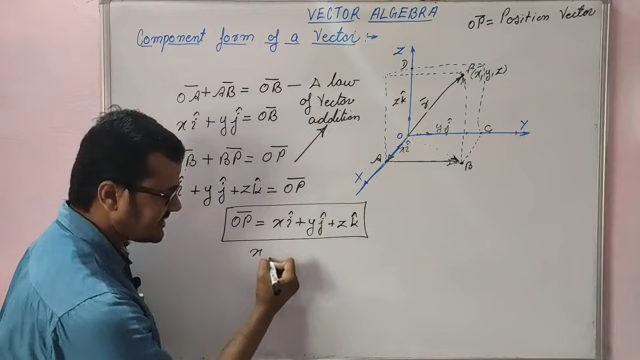 VECTOR ALGEBRA
OP = Position Vector
Component form of a Vector :→
OA + AB = OB — Δ law of Vector addition
xî + yĵ = OB
B + BP = OP
î + yĵ + zk̂ = OP
OP = xî + yĵ + zk̂
x
Z
D
P(x, y, z)
zk̂
r
O
yĵ
C
Y
xî
A
B
X